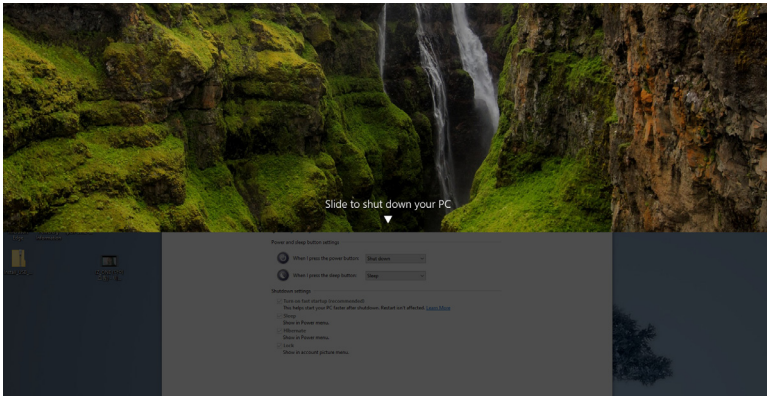 Slide to shut down your PC
Power and sleep button settings
When I press the power button: Shut down
When I press the sleep button: Sleep
Shutdown settings
Turn on fast startup (recommended)
This helps start your PC faster after shutdown. Restart isn't affected. Learn More
Sleep
Show in Power menu.
Hibernate
Show in Power menu.
Lock
Show in account picture menu.